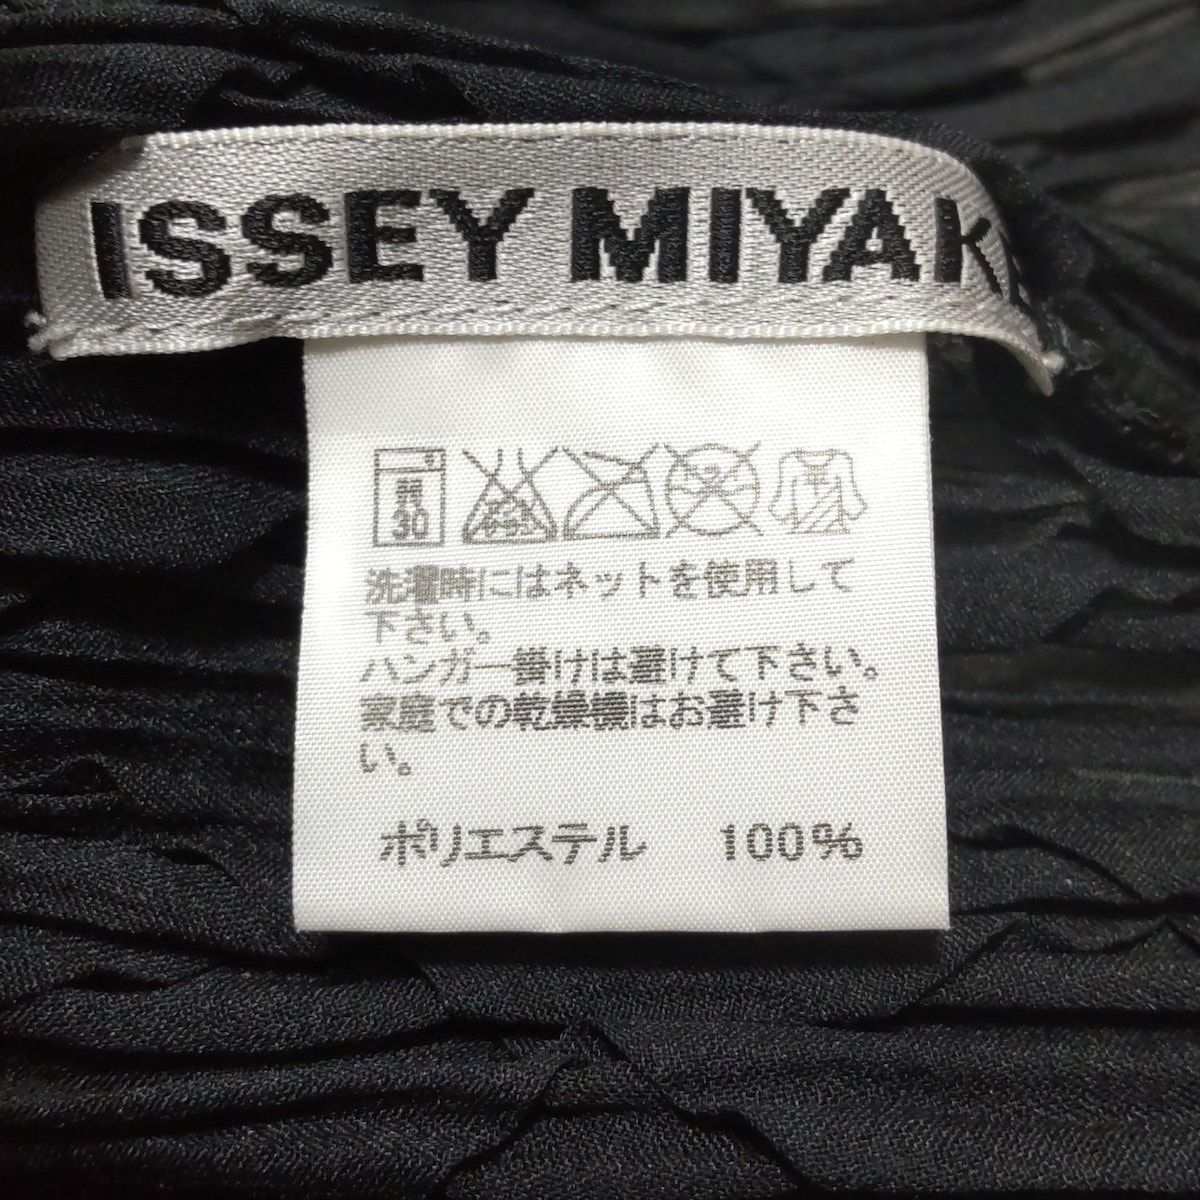 ISSEY MIYAKE
30
洗濯時にはネットを使用して
下さい。
ハンガー掛けは避けて下さい。
家庭での乾燥機はお避け下さ
い。
ポリエステル 100%